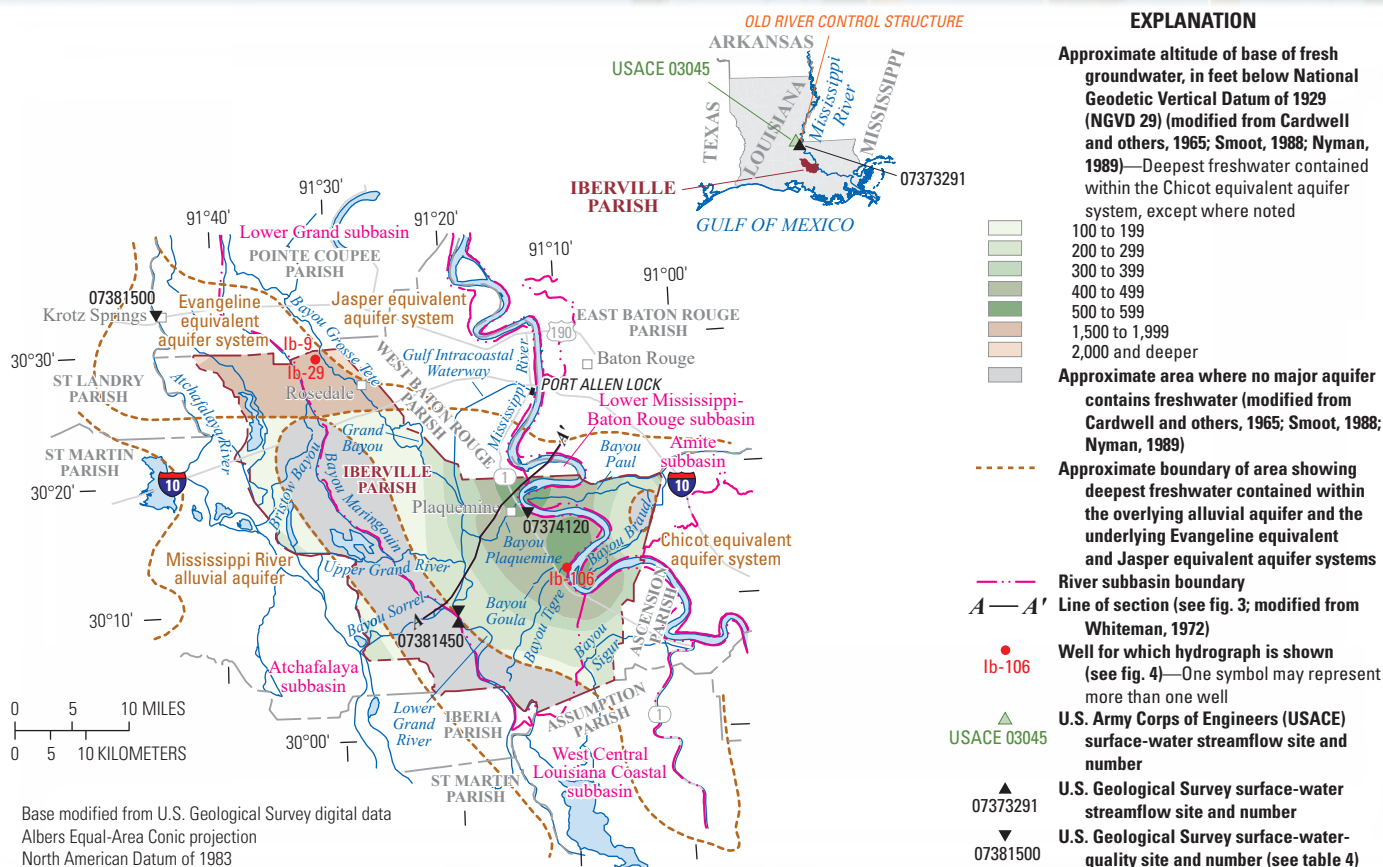 OLD RIVER CONTROL STRUCTURE
ARKANSAS
USACE 03045
TEXAS
LOUISIANA
Mississippi
River
MISSISSIPPI
07373291
IBERVILLE
PARISH
GULF OF MEXICO
91°40'
91°30'
91°20'
91°10'
91°00'
Lower Grand subbasin
POINTE COUPEE
PARISH
07381500
Krotz Springs
Evangeline
equivalent
aquifer system
Jasper equivalent
aquifer system
Bayou Grosse Tete
190
EAST BATON ROUGE
PARISH
Ib-9
Ib-29
30°30'
Rosedale
WEST BATON ROUGE
PARISH
Gulf Intracoastal
Waterway
Mississippi River
Baton Rouge
PORT ALLEN LOCK
ST LANDRY
PARISH
Atchafalaya River
Lower Mississippi-
Baton Rouge subbasin
Grand
Bayou
A'
Amite
subbasin
ST MARTIN
PARISH
10
IBERVILLE
PARISH
Bayou
Paul
1
10
30°20'
Bristow Bayou
Bayou Maringouin
Plaquemine
07374120
Bayou
Plaquemine
Bayou Braud
Chicot equivalent
aquifer system
Mississippi River
alluvial aquifer
Upper Grand River
Ib-106
30°10'
Bayou Sorrel
A
07381450
Bayou
Goula
Bayou Tigre
Bayou
Sigur
ASCENSION
PARISH
Atchafalaya
subbasin
0 5 10 MILES
0 5 10 KILOMETERS
Lower
Grand
River
30°00'
IBERIA
PARISH
ASSUMPTION
PARISH
1
ST MARTIN
PARISH
West Central
Louisiana Coastal
subbasin
Base modified from U.S. Geological Survey digital data
Albers Equal-Area Conic projection
North American Datum of 1983
EXPLANATION
Approximate altitude of base of fresh
groundwater, in feet below National
Geodetic Vertical Datum of 1929
(NGVD 29) (modified from Cardwell
and others, 1965; Smoot, 1988; Nyman,
1989)—Deepest freshwater contained
within the Chicot equivalent aquifer
system, except where noted
100 to 199
200 to 299
300 to 399
400 to 499
500 to 599
1,500 to 1,999
2,000 and deeper
Approximate area where no major aquifer
contains freshwater (modified from
Cardwell and others, 1965; Smoot, 1988;
Nyman, 1989)
Approximate boundary of area showing
deepest freshwater contained within
the overlying alluvial aquifer and the
underlying Evangeline equivalent
and Jasper equivalent aquifer systems
River subbasin boundary
A — A' Line of section (see fig. 3; modified from
Whiteman, 1972)
Well for which hydrograph is shown
Ib-106 (see fig. 4)—One symbol may represent
more than one well
U.S. Army Corps of Engineers (USACE)
USACE 03045 surface-water streamflow site and
number
U.S. Geological Survey surface-water
07373291 streamflow site and number
U.S. Geological Survey surface-water-
07381500 quality site and number (see table 4)